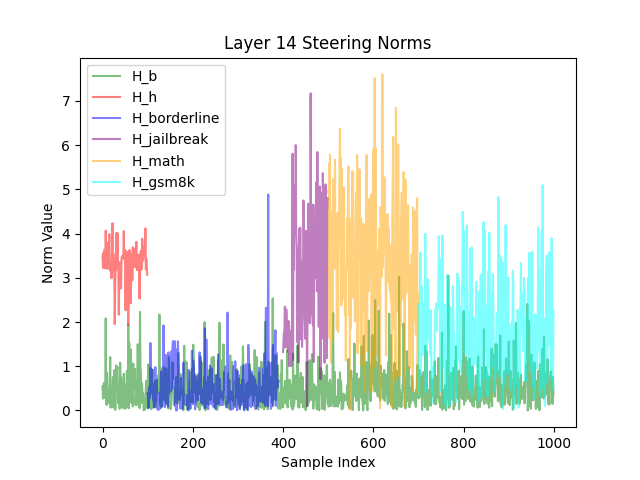 Layer 14 Steering Norms
H_b
H_h
H_borderline
H_jailbreak
H_math
H_gsm8k
Norm Value
7
6
5
4
3
2
1
0
0 200 400 600 800 1000
Sample Index